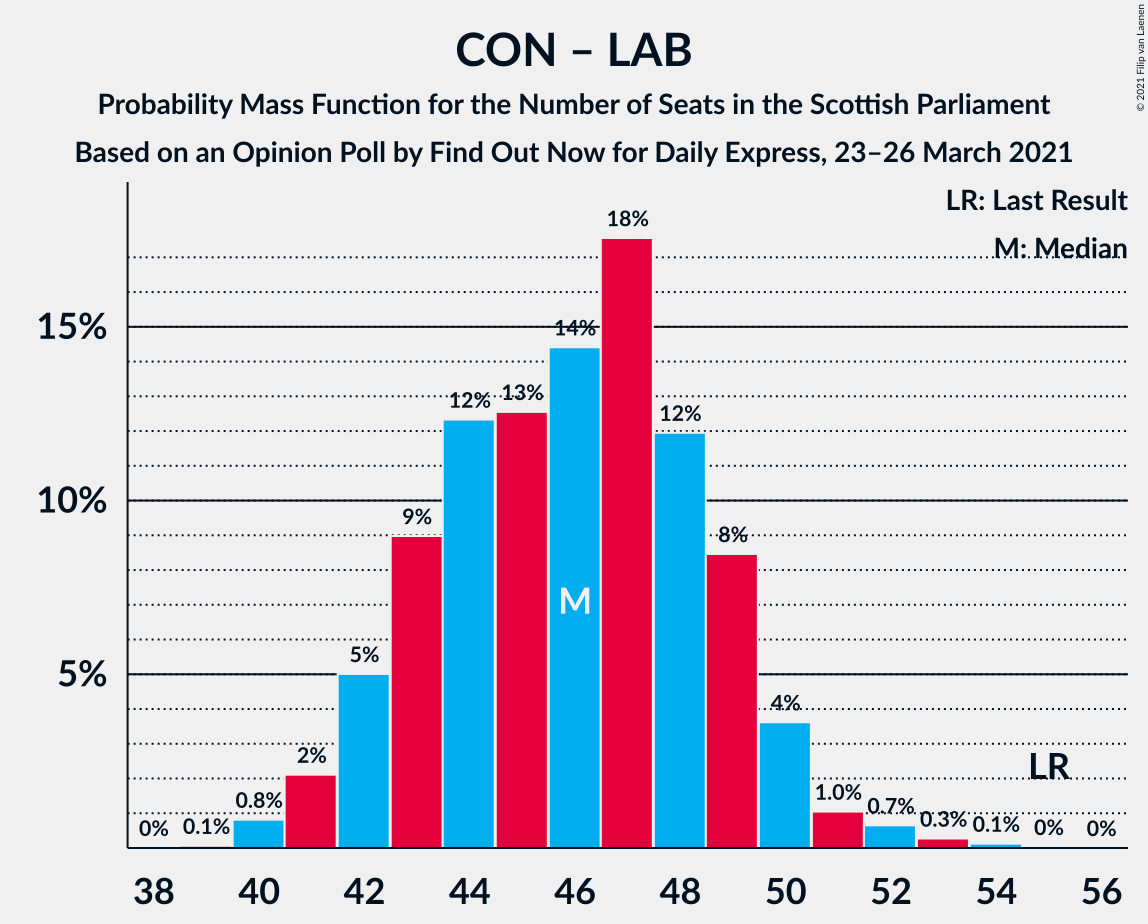 CON – LAB
Probability Mass Function for the Number of Seats in the Scottish Parliament
Based on an Opinion Poll by Find Out Now for Daily Express, 23–26 March 2021
© 2021 Filip van Laenen
LR: Last Result
M: Median
15%
10%
5%
0%
0.1%
0.8%
2%
5%
9%
12%
13%
14%
18%
12%
8%
4%
1.0%
0.7%
0.3%
0.1%
0%
0%
M
LR
38 40 42 44 46 48 50 52 54 56